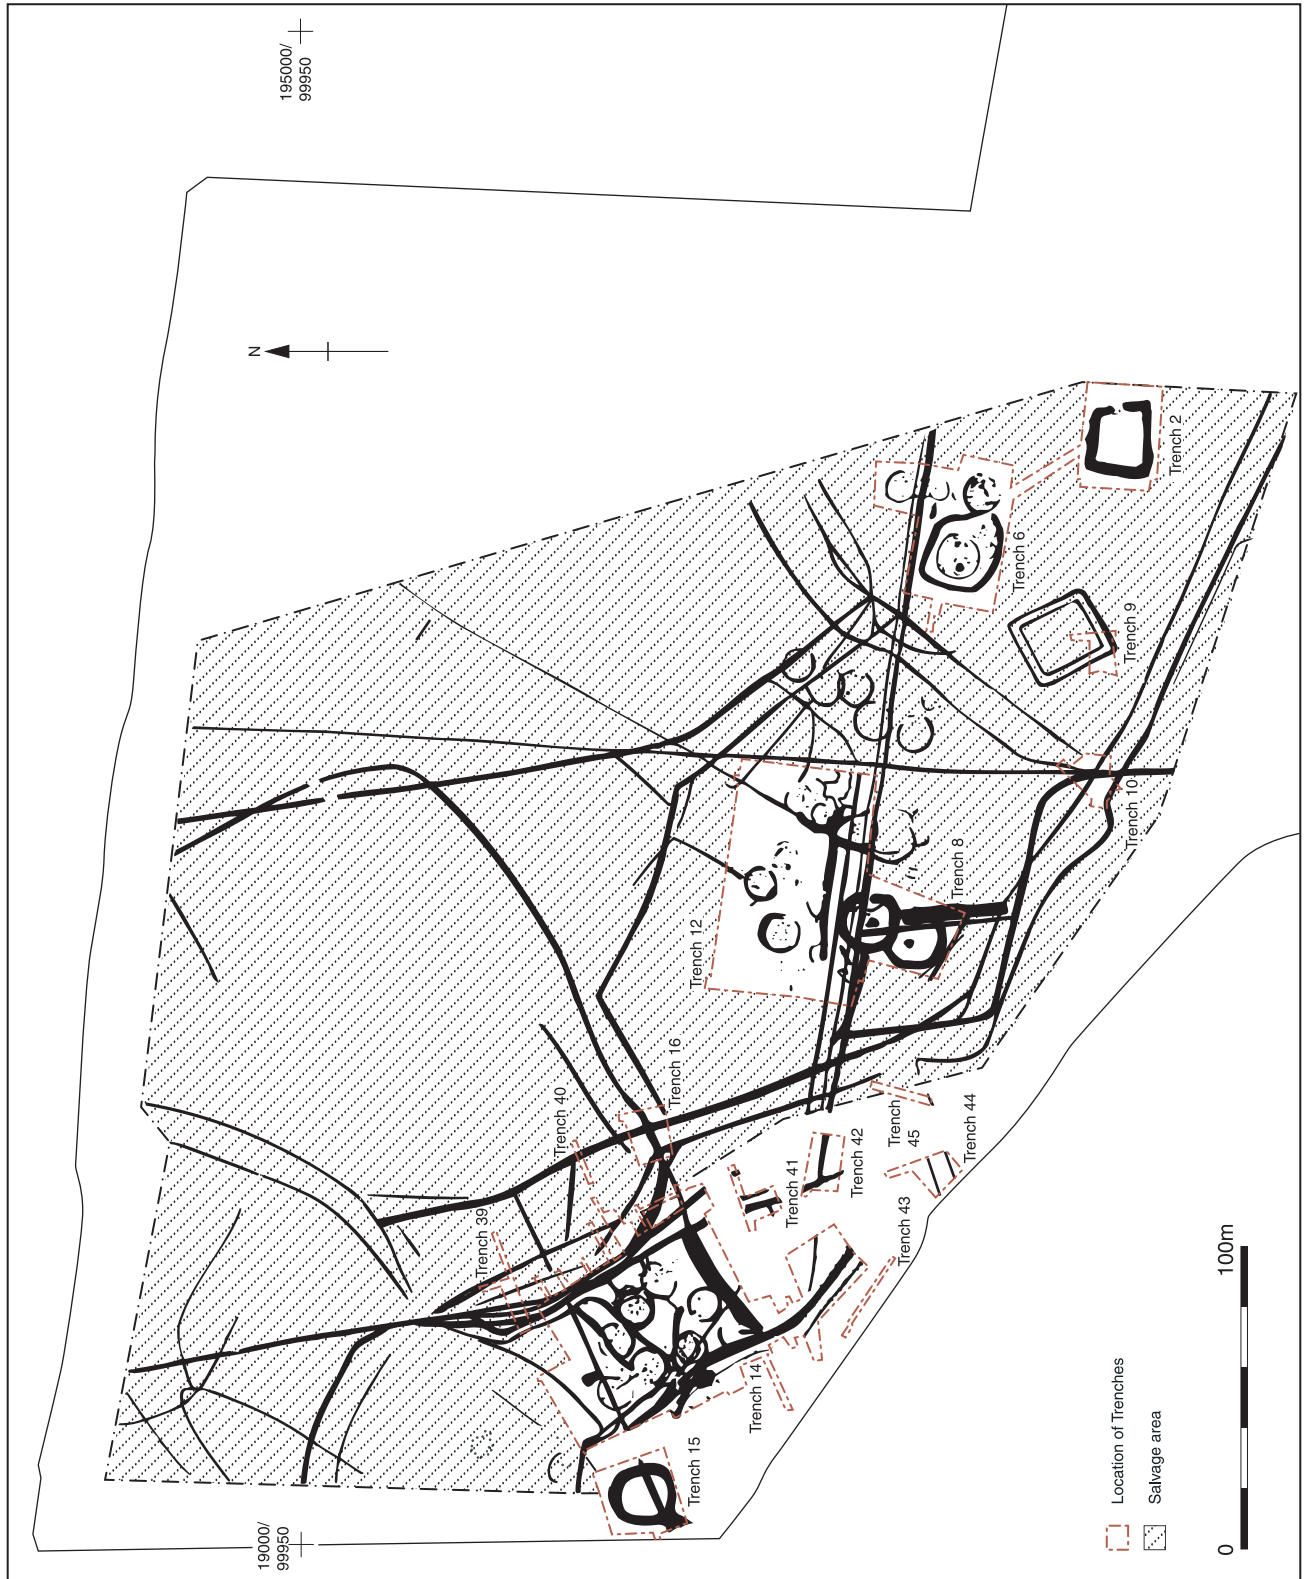 195000/
99950
N
Trench 2
Trench 6
Trench 9
Trench 10
Trench 8
Trench 12
Trench 16
Trench 40
Trench
45
Trench 44
Trench 42
Trench 41
Trench 43
Trench 39
Trench 14
Trench 15
19000/
99950
Location of Trenches
Salvage area
0
100m